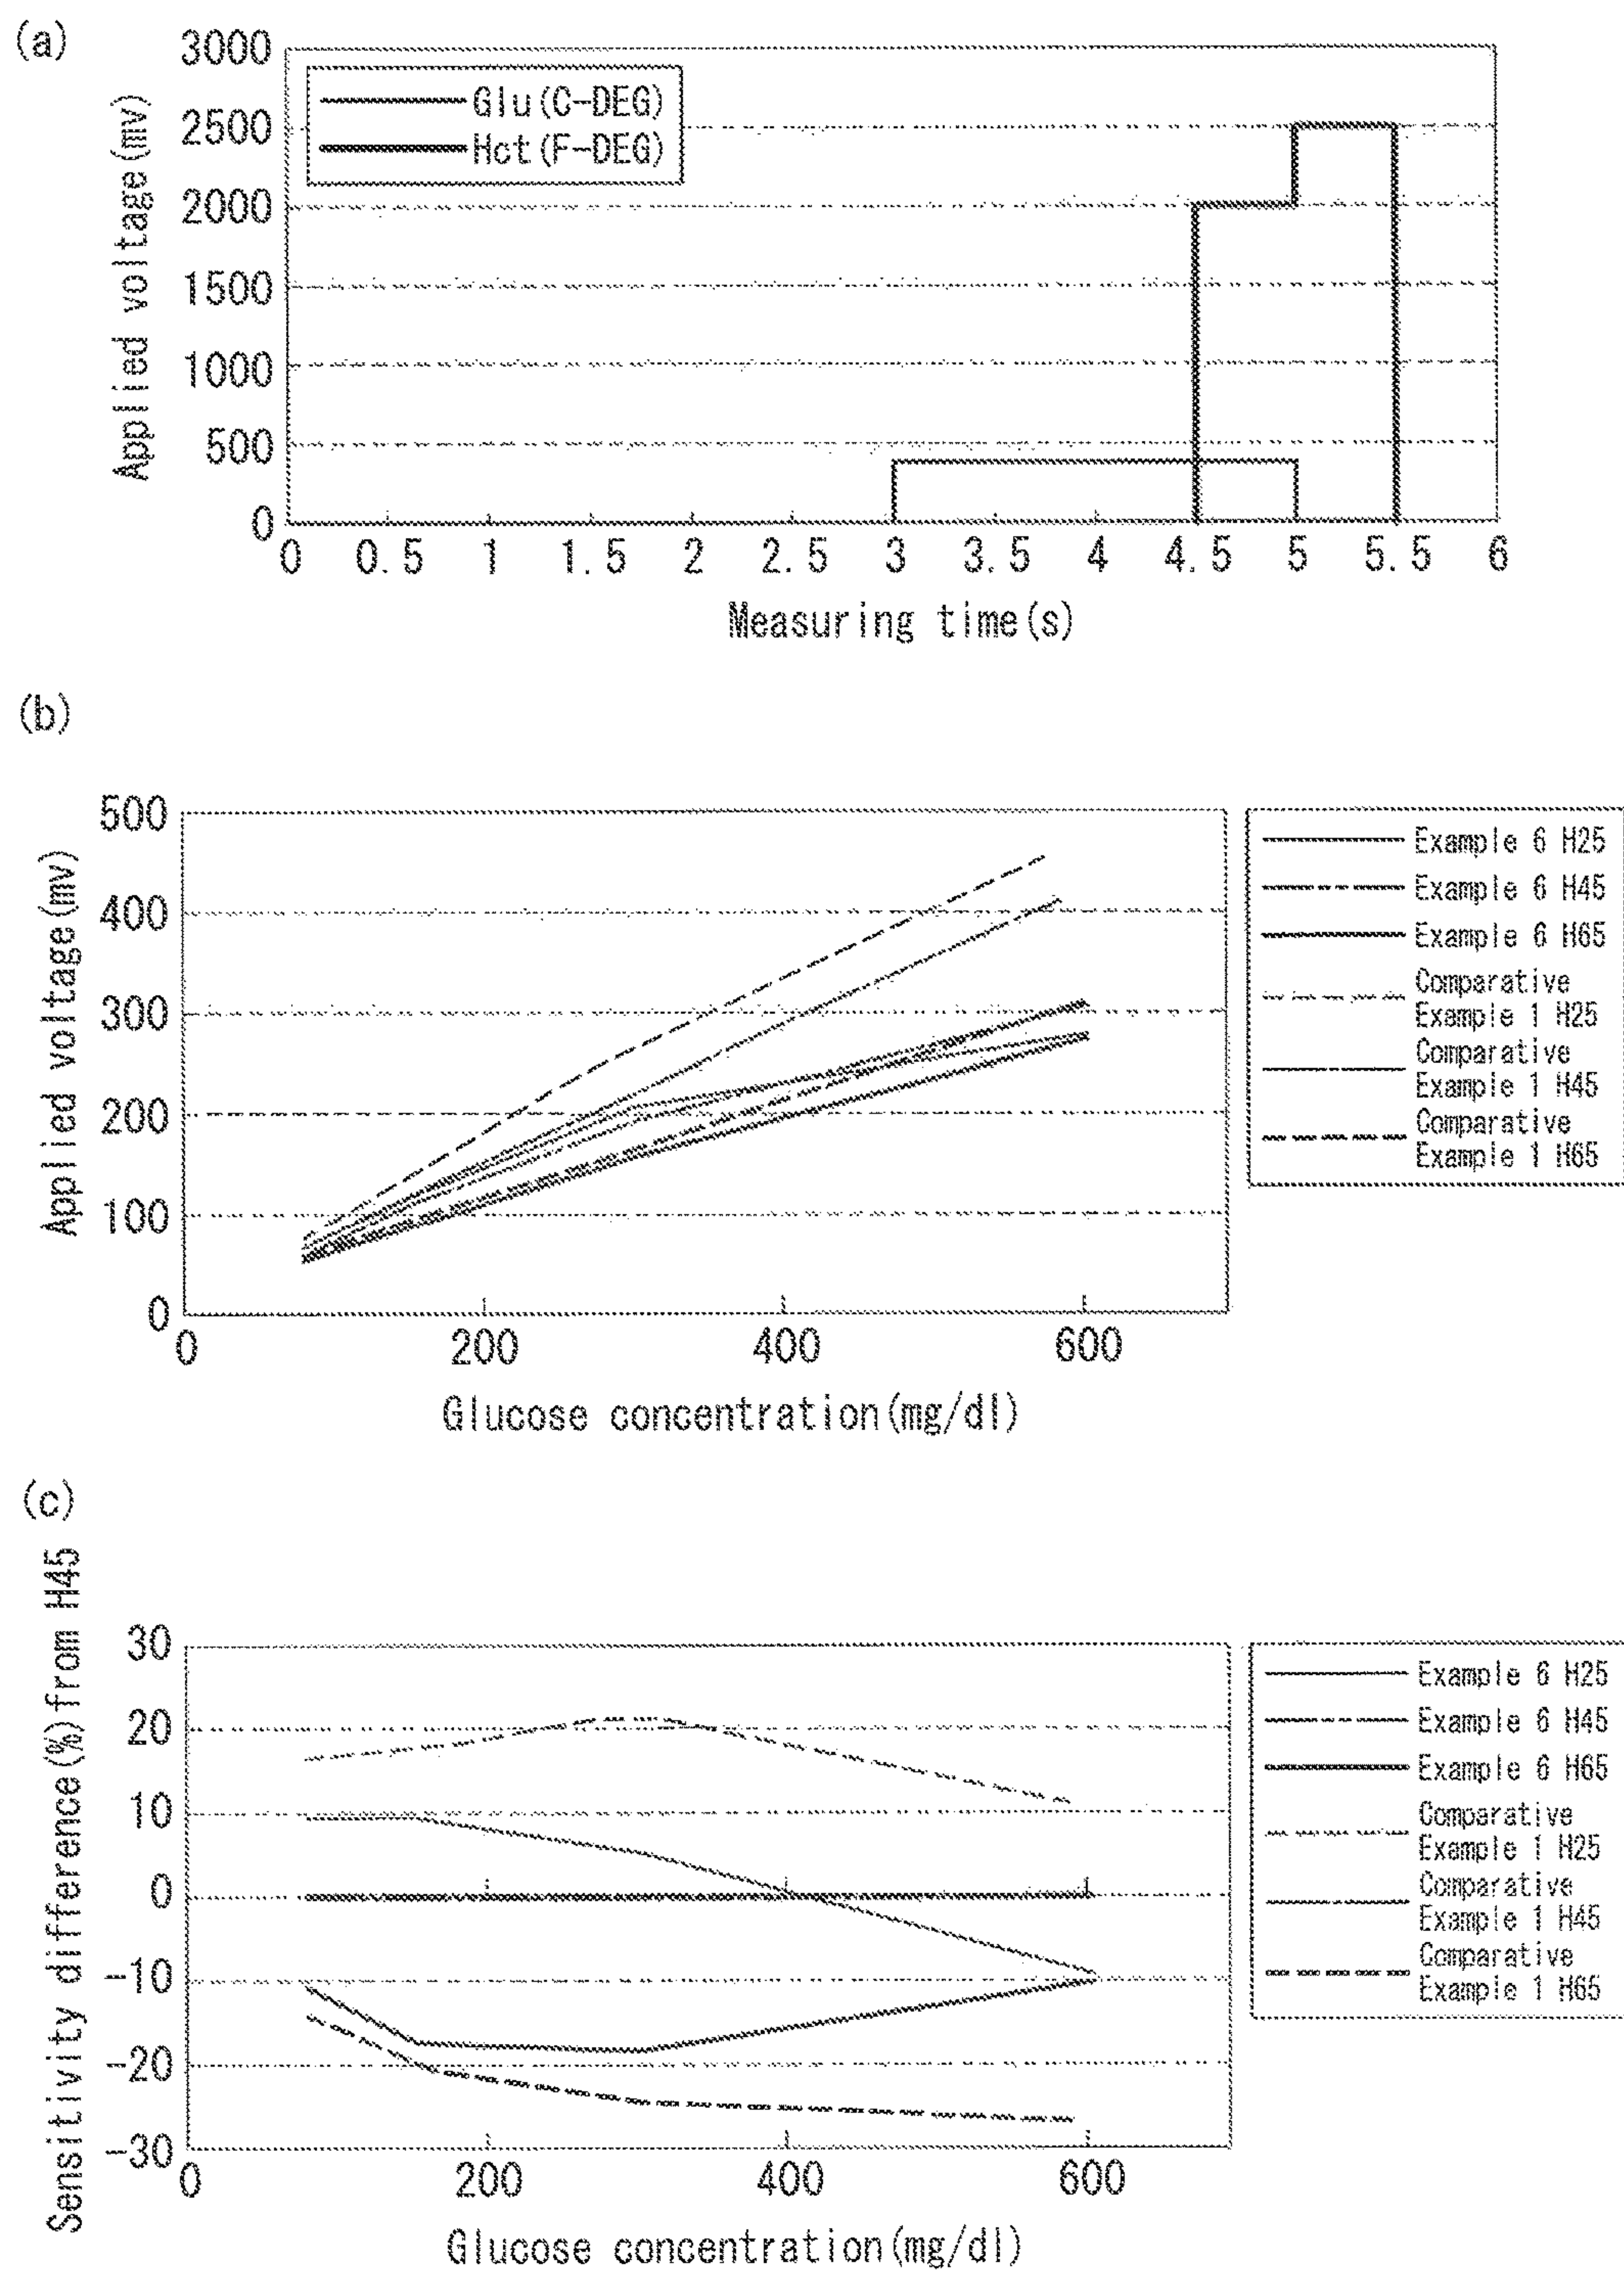 (a)
3000
2500
2000
1500
1000
500
0
Applied voltage(mv)
Glu(C-DEG)
Hct(F-DEG)
0 0.5 1 1.5 2 2.5 3 3.5 4 4.5 5 5.5 6
Measuring time(s)
(b)
500
400
300
200
100
0
Applied voltage(mv)
0 200 400 600
Glucose concentration(mg/dl)
Example 6 H25
Example 6 H45
Example 6 H65
Comparative
Example 1 H25
Comparative
Example 1 H45
Comparative
Example 1 H65
(c)
30
20
10
0
-10
-20
-30
Sensitivity difference(%)from H45
0 200 400 600
Glucose concentration(mg/dl)
Example 6 H25
Example 6 H45
Example 6 H65
Comparative
Example 1 H25
Comparative
Example 1 H45
Comparative
Example 1 H65